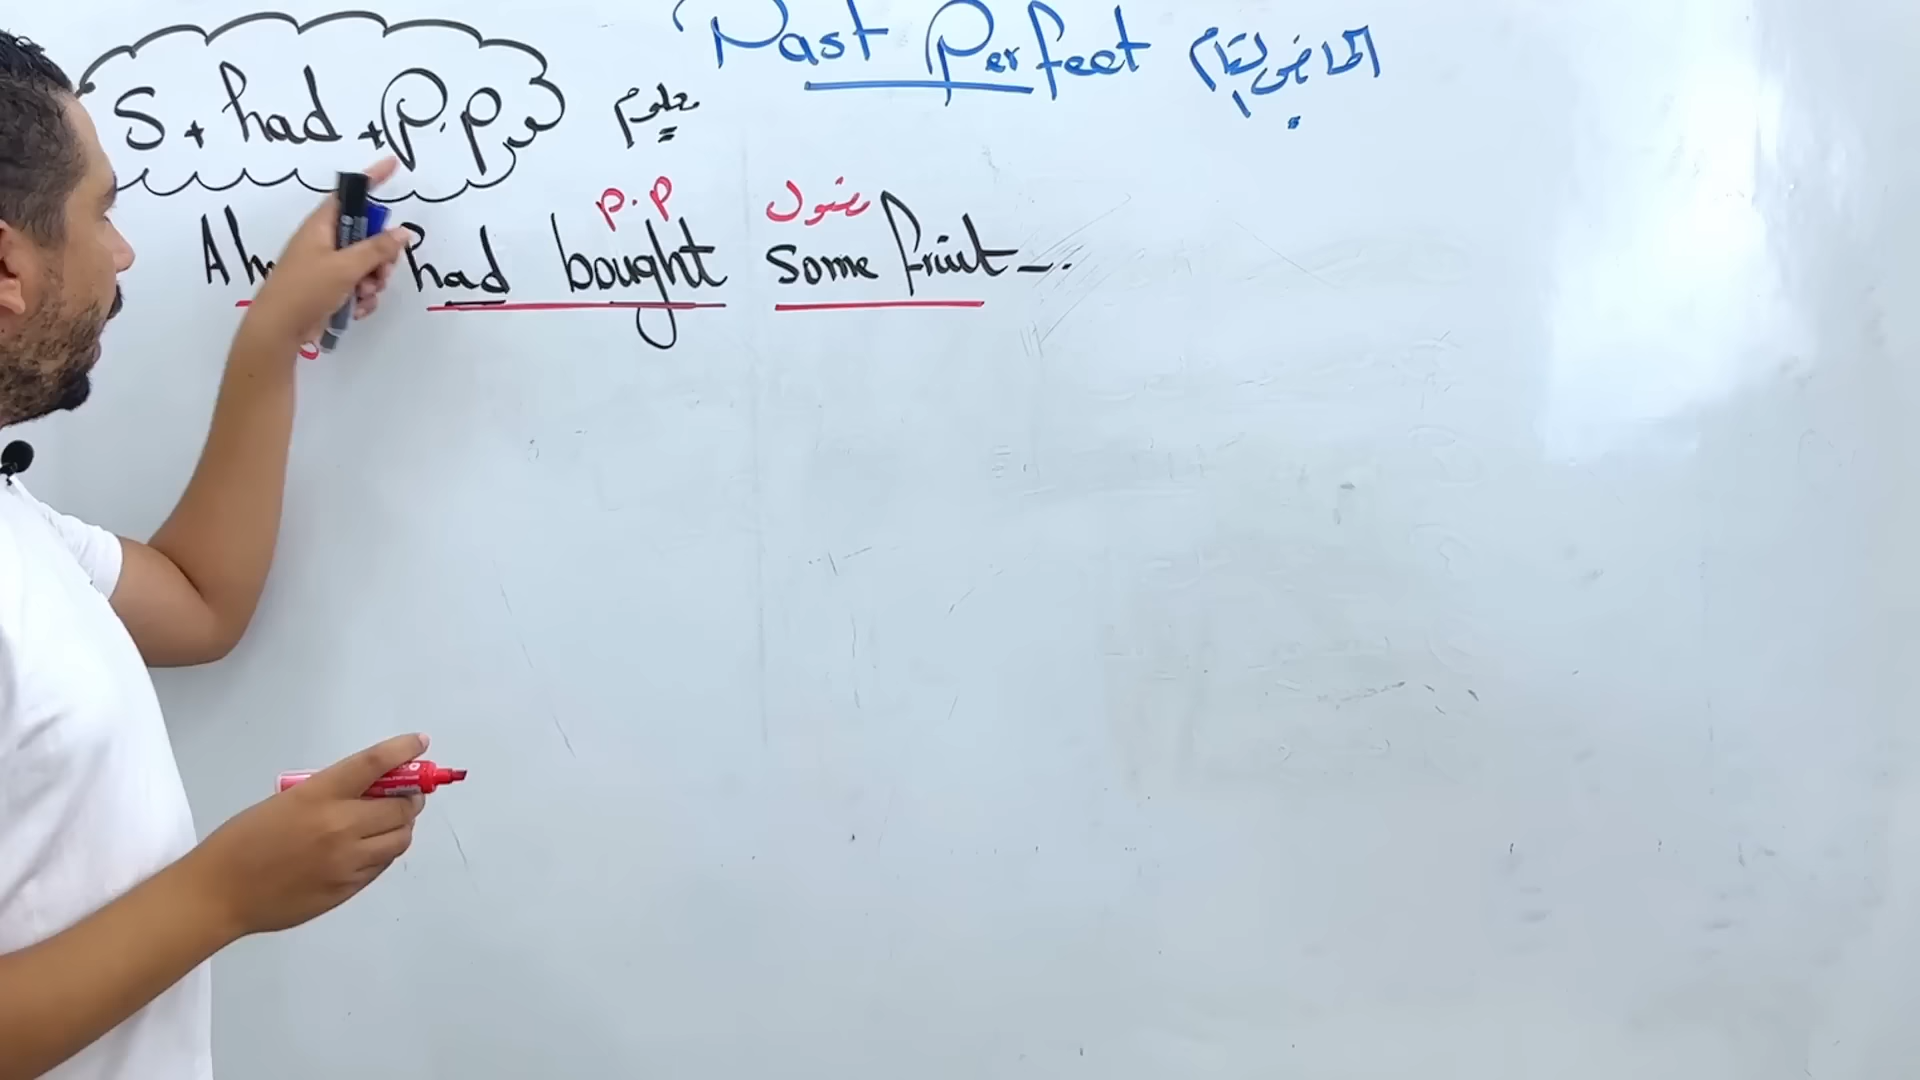 Past Perfect الماضي التام
S + had + P.P معلوم
p.p مفعول
had bought some fruit